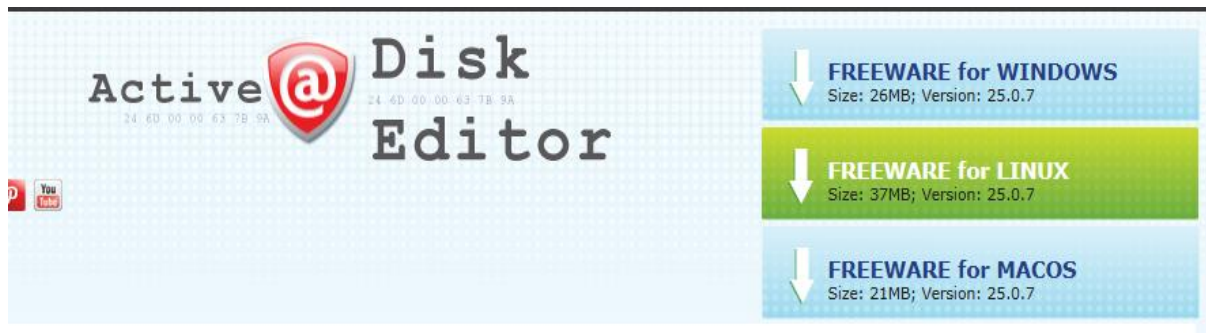 Active@ Disk Editor
24 6D 00 00 63 7B 9A
24 6D 00 00 63 7B 9A
You
Tube
FREEWARE for WINDOWS
Size: 26MB; Version: 25.0.7
FREEWARE for LINUX
Size: 37MB; Version: 25.0.7
FREEWARE for MACOS
Size: 21MB; Version: 25.0.7